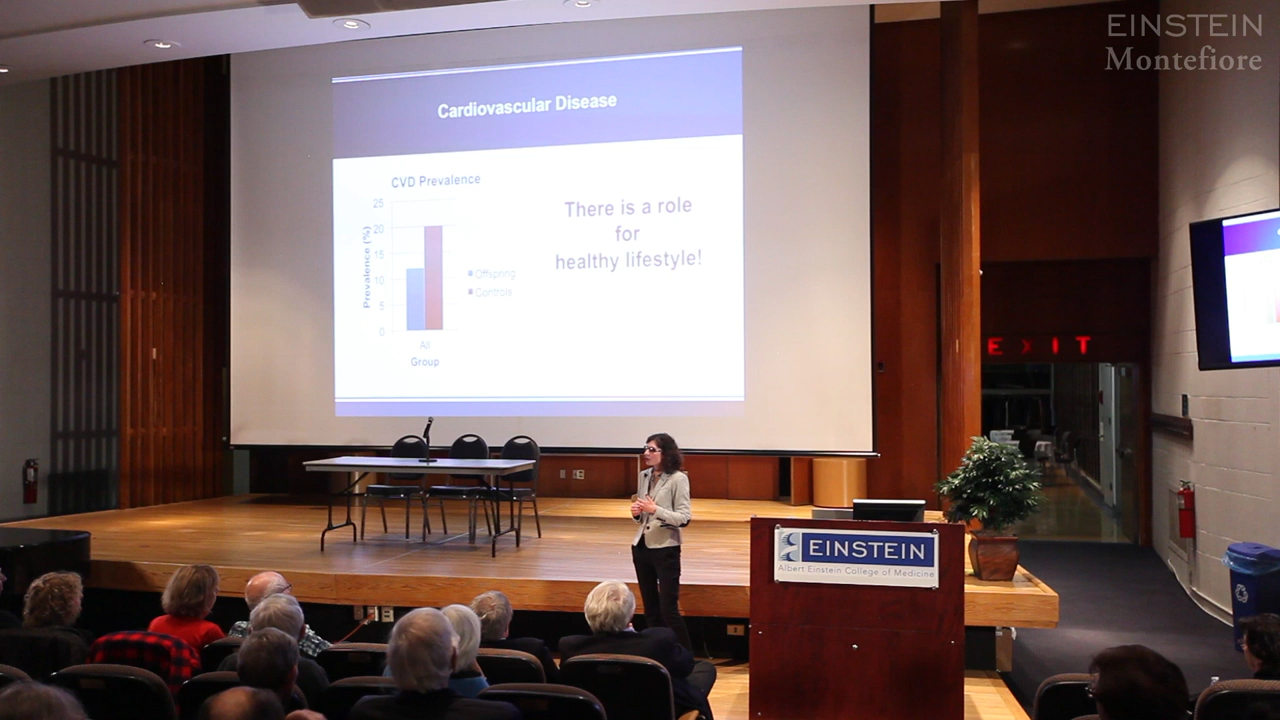 EINSTEIN
Montefiore
Cardiovascular Disease
CVD Prevalence
25
20
15
10
5
0
Prevalence (%)
All
Group
Offspring
Controls
There is a role
for
healthy lifestyle!
EXIT
EINSTEIN
Albert Einstein College of Medicine